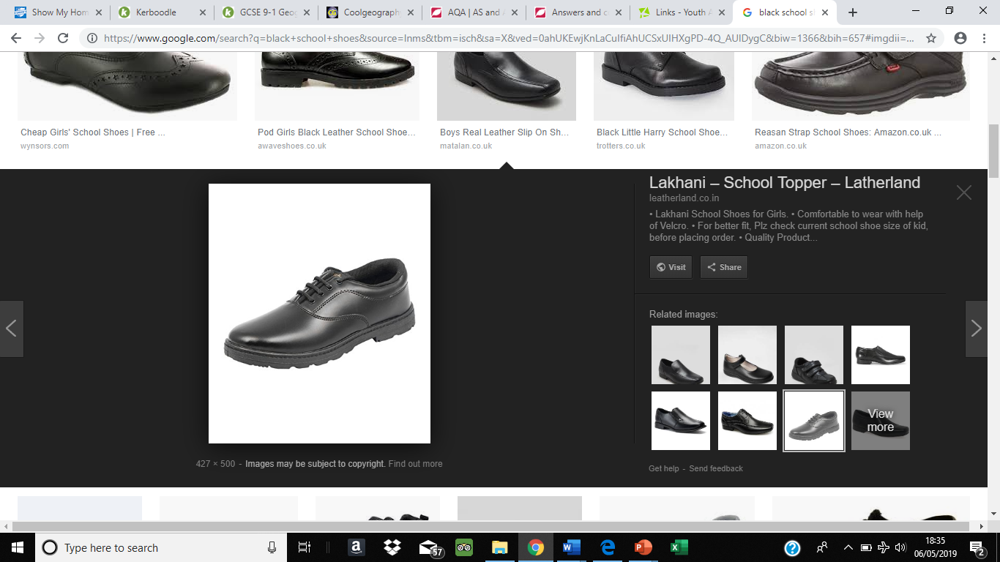 Show My Hom
Kerboodle
GCSE 9-1 Geog
Coolgeography
AQA | AS and A
Answers and c
Links - Youth A
black school sh
https://www.google.com/search?q=black+school+shoes&source=lnms&tbm=isch&sa=X&ved=0ahUKEwjKnLaCulfiAhUCSxUIHXgPD-4Q_AUIDygC&biw=1366&bih=657#imgdii=...
Cheap Girls' School Shoes | Free ...
wynsors.com
Pod Girls Black Leather School Shoe...
awaveshoes.co.uk
Boys Real Leather Slip On Sh...
matalan.co.uk
Black Little Harry School Shoe...
trotters.co.uk
Reasan Strap School Shoes: Amazon.co.uk ...
amazon.co.uk
Lakhani – School Topper – Latherland
leatherland.co.in
• Lakhani School Shoes for Girls. • Comfortable to wear with help
of Velcro. • For better fit, Plz check current school shoe size of kid,
before placing order. • Quality Product...
Visit
Share
Related images:
View
more
427 × 500 - Images may be subject to copyright. Find out more
Get help - Send feedback
Type here to search
57
18:35
06/05/2019
2